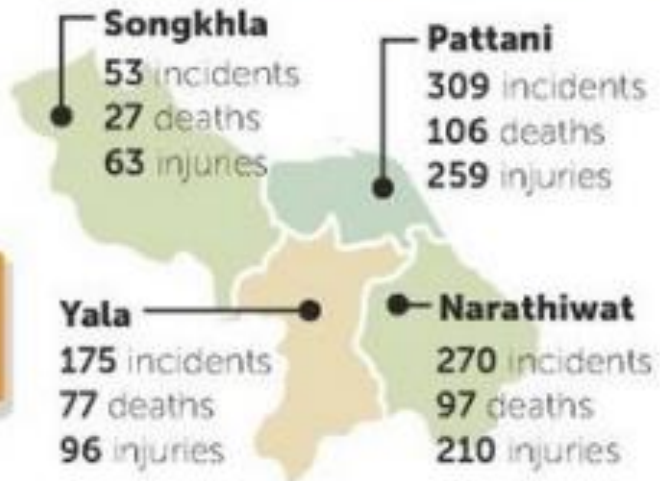 Songkhla
53 incidents
27 deaths
63 injuries
Pattani
309 incidents
106 deaths
259 injuries
Yala
175 incidents
77 deaths
96 injuries
Narathiwat
270 incidents
97 deaths
210 injuries